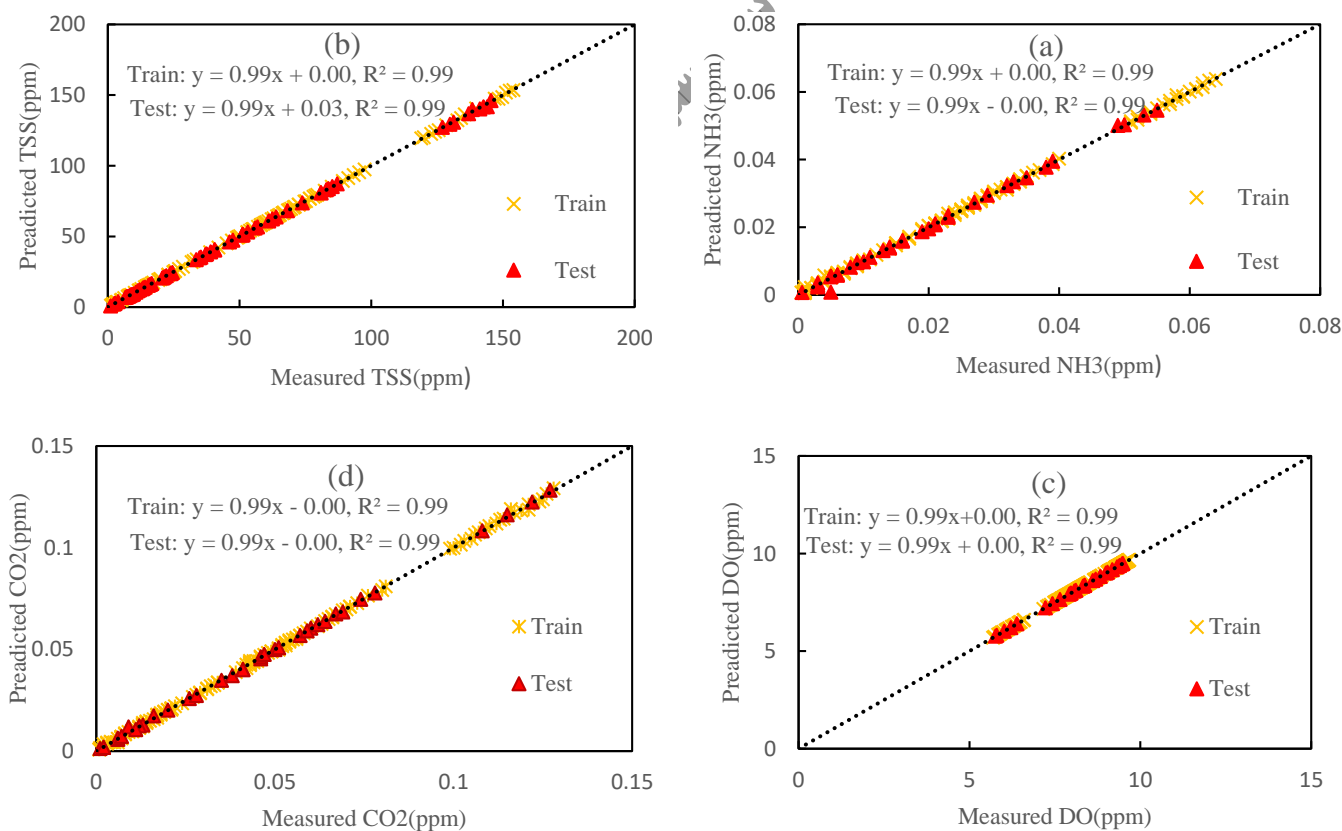 (b)
Train: y = 0.99x + 0.00, R² = 0.99
Test: y = 0.99x + 0.03, R² = 0.99
200
150
100
50
0
Preadicted TSS(ppm)
Train
Test
0 50 100 150 200
Measured TSS(ppm)
(a)
Train: y = 0.99x + 0.00, R² = 0.99
Test: y = 0.99x - 0.00, R² = 0.99
0.08
0.06
0.04
0.02
0
Preadicted NH3(ppm)
Train
Test
0 0.02 0.04 0.06 0.08
Measured NH3(ppm)
(d)
Train: y = 0.99x - 0.00, R² = 0.99
Test: y = 0.99x - 0.00, R² = 0.99
0.15
0.1
0.05
0
Preadicted CO2(ppm)
Train
Test
0 0.05 0.1 0.15
Measured CO2(ppm)
(c)
Train: y = 0.99x+0.00, R² = 0.99
Test: y = 0.99x + 0.00, R² = 0.99
15
10
5
0
Preadicted DO(ppm)
Train
Test
0 5 10 15
Measured DO(ppm)